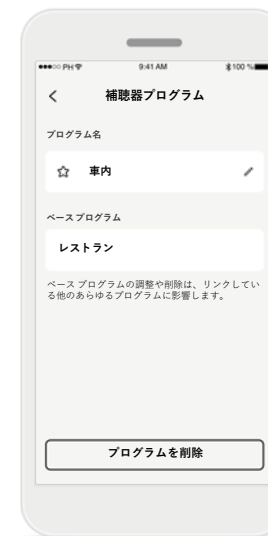 ●●●○○ PH 9:41 AM 100 %
補聴器プログラム
プログラム名
車内
ベースプログラム
レストラン
ベース プログラムの調整や削除は、リンクしてい
る他のあらゆるプログラムに影響します。
プログラムを削除